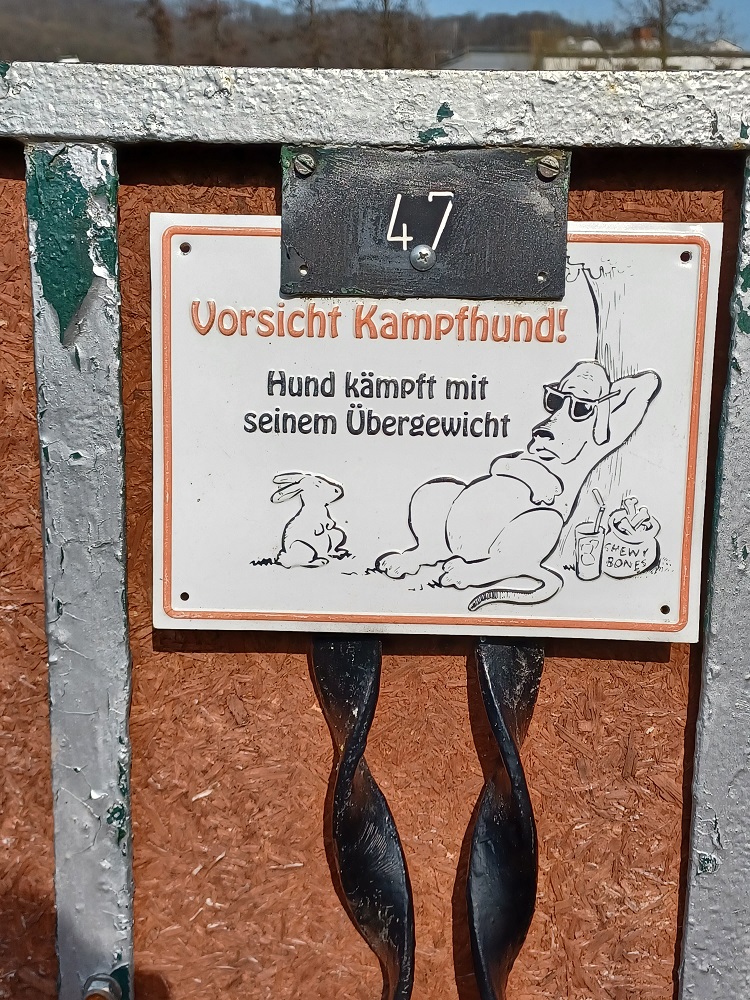 47
Vorsicht Kampfhund!
Hund kämpft mit
seinem Übergewicht
CHEWY
BONES